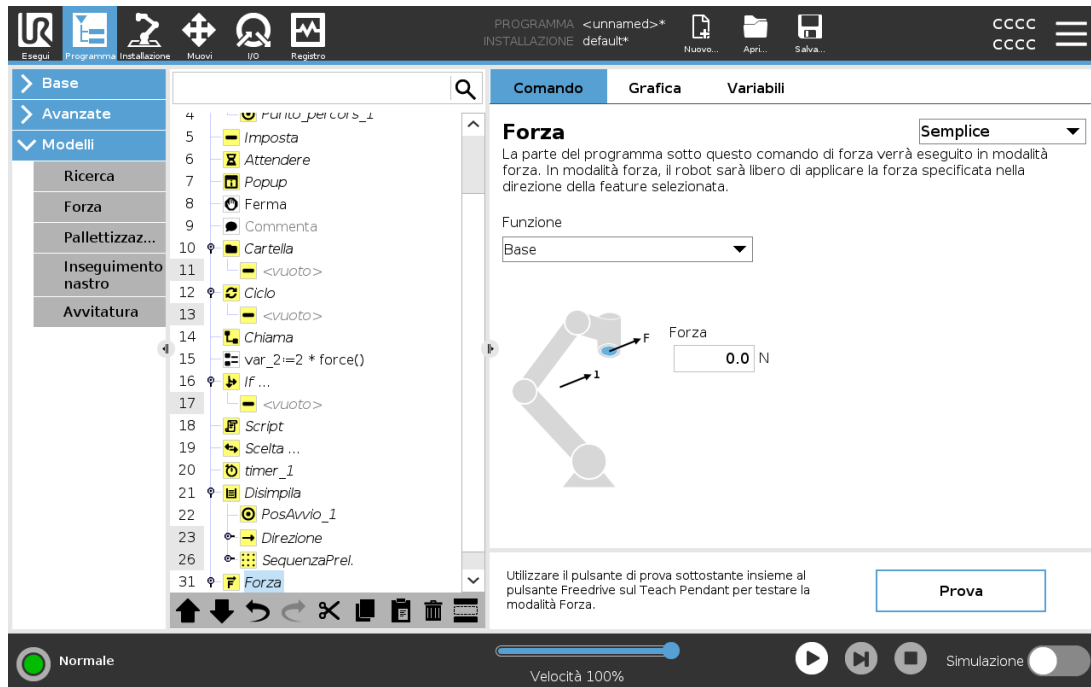 PROGRAMMA <unnamed>*
INSTALLAZIONE default*
CCCC
CCCC
UR
Esegui
Programma
Installazione
Muovi
I/O
Registro
Nuovo...
Apri...
Salva...
Base
Avanzate
Modelli
Ricerca
Forza
Pallettizzaz...
Inseguimento
nastro
Avvitatura
4 Punto_percors_1
5 Imposta
6 Attendere
7 Popup
8 Ferma
9 Commenta
10 Cartella
11 <vuoto>
12 Ciclo
13 <vuoto>
14 Chiama
15 var_2:=2 * force()
16 If ...
17 <vuoto>
18 Script
19 Scelta ...
20 timer_1
21 Disimpila
22 PosAvvio_1
23 Direzione
26 SequenzaPrel.
31 Forza
Comando
Grafica
Variabili
Forza
Semplice
La parte del programma sotto questo comando di forza verrà eseguito in modalità
forza. In modalità forza, il robot sarà libero di applicare la forza specificata nella
direzione della feature selezionata.
Funzione
Base
F
1
Forza
0.0 N
Utilizzare il pulsante di prova sottostante insieme al
pulsante Freedrive sul Teach Pendant per testare la
modalità Forza.
Prova
Normale
Velocità 100%
Simulazione